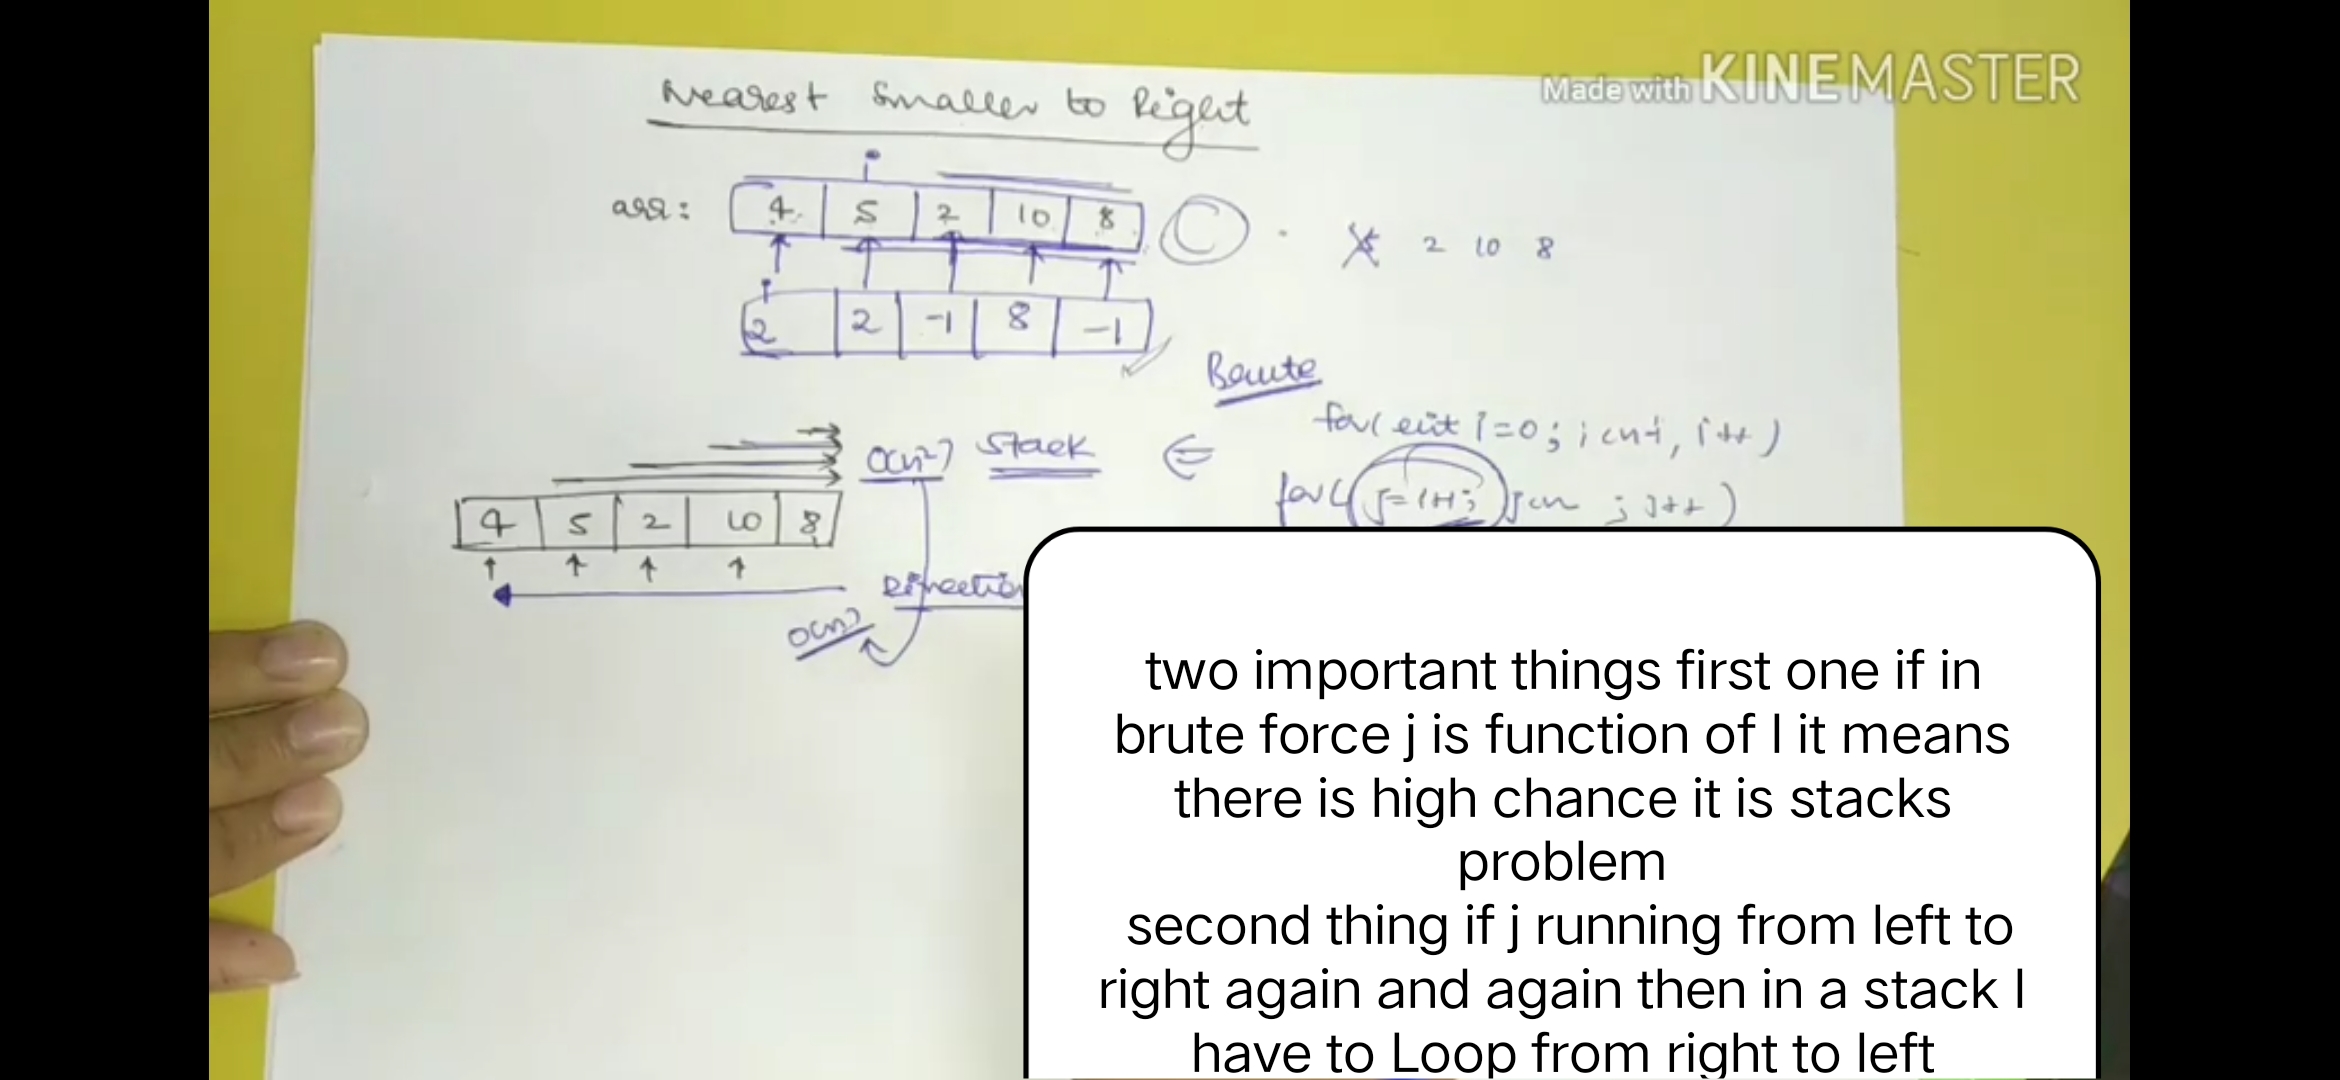 Made with KINEMASTER
Nearest Smaller to Right
arr: 4 5 2 10 8
2 10 8
2 2 -1 8 -1
Brute
for( int i=0; i<n-1, i++)
O(n²) Stack
for( j=i+1; j<n ; j++)
4 5 2 10 8
Direction
O(n)
two important things first one if in
brute force j is function of I it means
there is high chance it is stacks
problem
second thing if j running from left to
right again and again then in a stack I
have to Loop from right to left